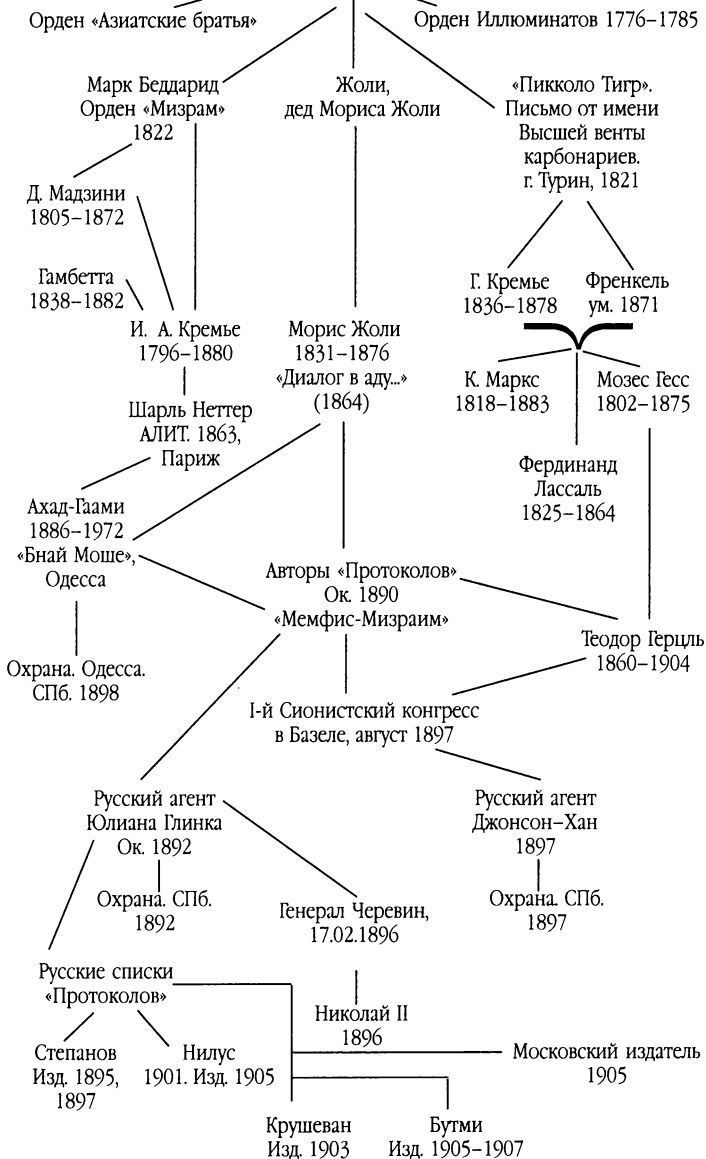 Орден «Азиатские братья»
Орден Иллюминатов 1776–1785
Марк Беддарид
Орден «Мизрам»
1822
Жоли,
дед Мориса Жоли
«Пикколо Тигр».
Письмо от имени
Высшей венты
карбонариев.
г. Турин, 1821
Д. Мадзини
1805–1872
Гамбетта
1838–1882
И. А. Кремье
1796–1880
Морис Жоли
1831–1876
«Диалог в аду...»
(1864)
Г. Кремье
1836–1878
Френкель
ум. 1871
К. Маркс
1818–1883
Мозес Гесс
1802–1875
Шарль Неттер
АЛИТ. 1863,
Париж
Фердинанд
Лассаль
1825–1864
Ахад-Гаами
1886–1972
«Бнай Моше»,
Одесса
Авторы «Протоколов»
Ок. 1890
«Мемфис-Мизраим»
Теодор Герцль
1860–1904
Охрана. Одесса.
СПб. 1898
I-й Сионистский конгресс
в Базеле, август 1897
Русский агент
Юлиана Глинка
Ок. 1892
Русский агент
Джонсон–Хан
1897
Охрана. СПб.
1892
Генерал Черевин,
17.02.1896
Охрана. СПб.
1897
Русские списки
«Протоколов»
Николай II
1896
Степанов
Изд. 1895,
1897
Нилус
1901. Изд. 1905
Московский издатель
1905
Крушеван
Изд. 1903
Бутми
Изд. 1905–1907